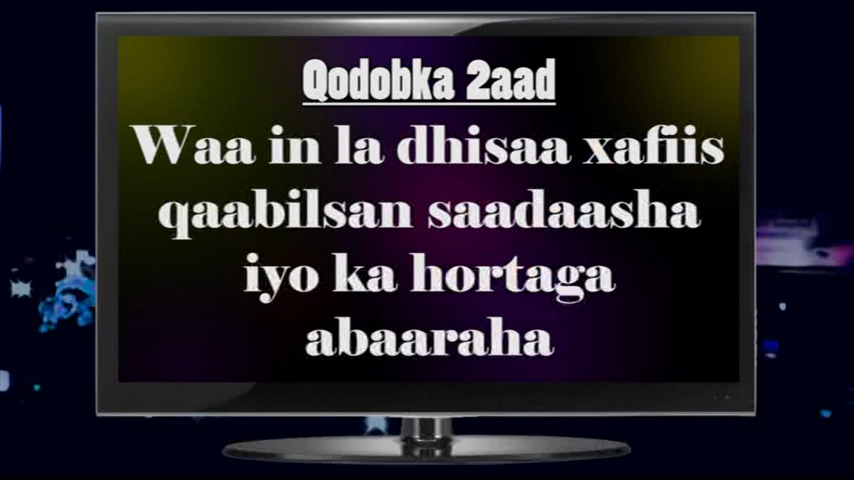 Qodobka 2aad
Waa in la dhisaa xafiis
qaabilsan saadaasha
iyo ka hortaga
abaaraha